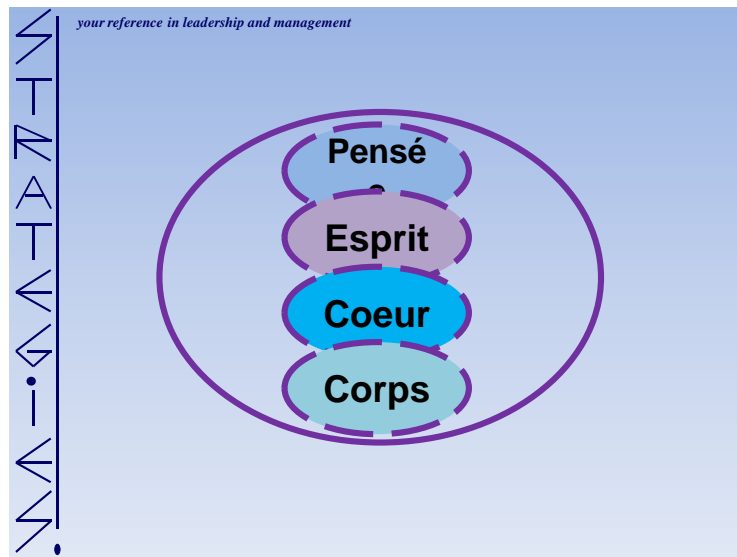 your reference in leadership and management
STRATEGiES.
Pensé
e
Esprit
Coeur
Corps